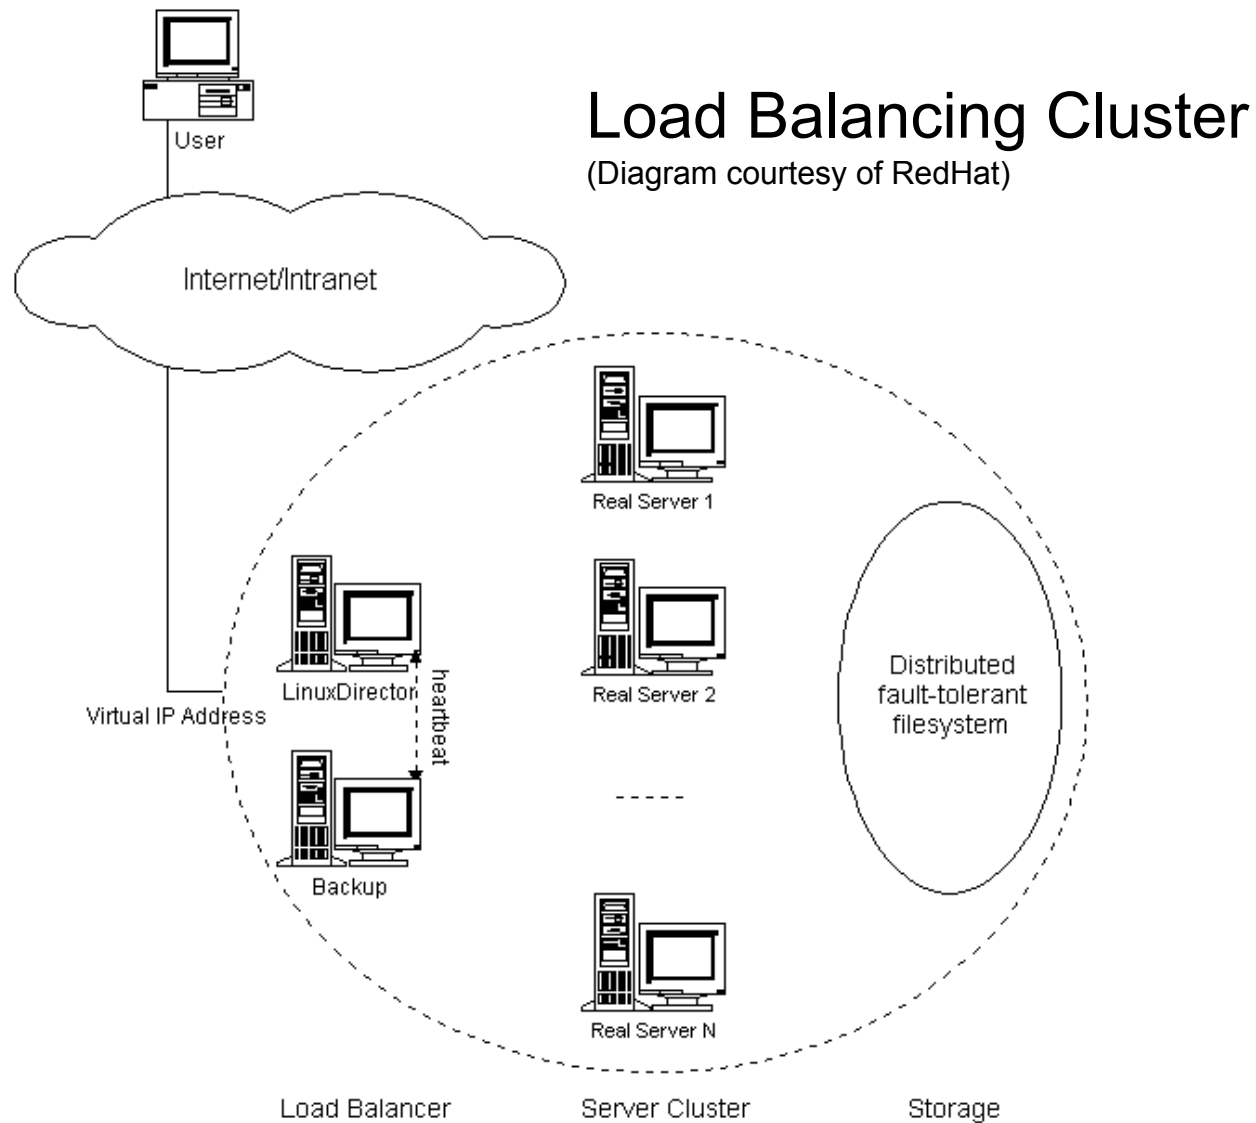 User
Load Balancing Cluster
(Diagram courtesy of RedHat)
Internet/Intranet
Real Server 1
LinuxDirector
heartbeat
Real Server 2
Distributed
fault-tolerant
filesystem
Virtual IP Address
Backup
Real Server N
Load Balancer
Server Cluster
Storage